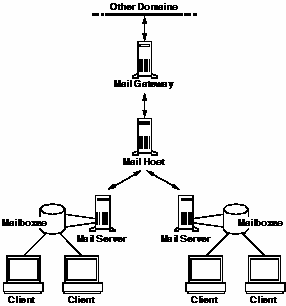 Other Domains
Mail Gateway
Mail Host
Mailboxes
Mail Server
Mail Server
Mailboxes
Client
Client
Client
Client